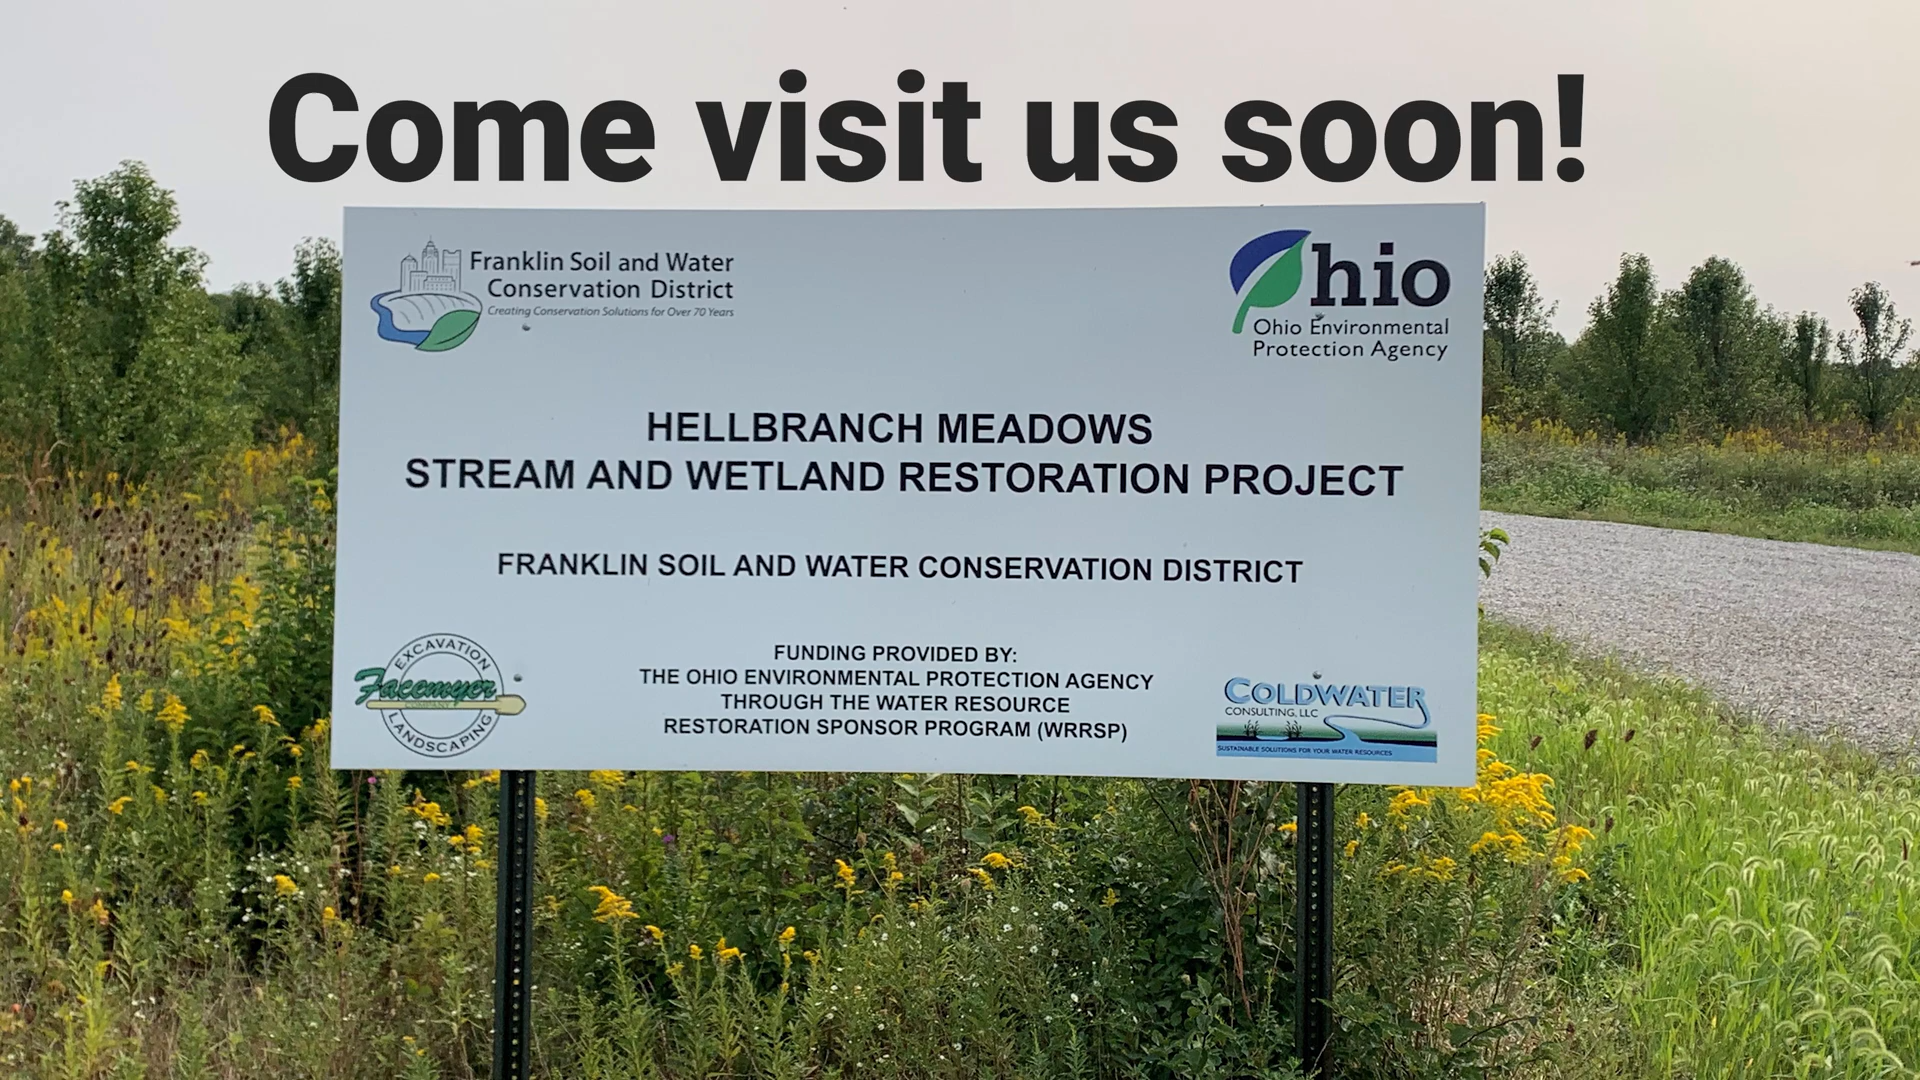 Come visit us soon!
Franklin Soil and Water
Conservation District
Creating Conservation Solutions for Over 70 Years
Ohio
Ohio Environmental
Protection Agency
HELLBRANCH MEADOWS
STREAM AND WETLAND RESTORATION PROJECT
FRANKLIN SOIL AND WATER CONSERVATION DISTRICT
EXCAVATION
Facemyer
COMPANY
LANDSCAPING
FUNDING PROVIDED BY:
THE OHIO ENVIRONMENTAL PROTECTION AGENCY
THROUGH THE WATER RESOURCE
RESTORATION SPONSOR PROGRAM (WRRSP)
COLDWATER
CONSULTING, LLC
SUSTAINABLE SOLUTIONS FOR YOUR WATER RESOURCES